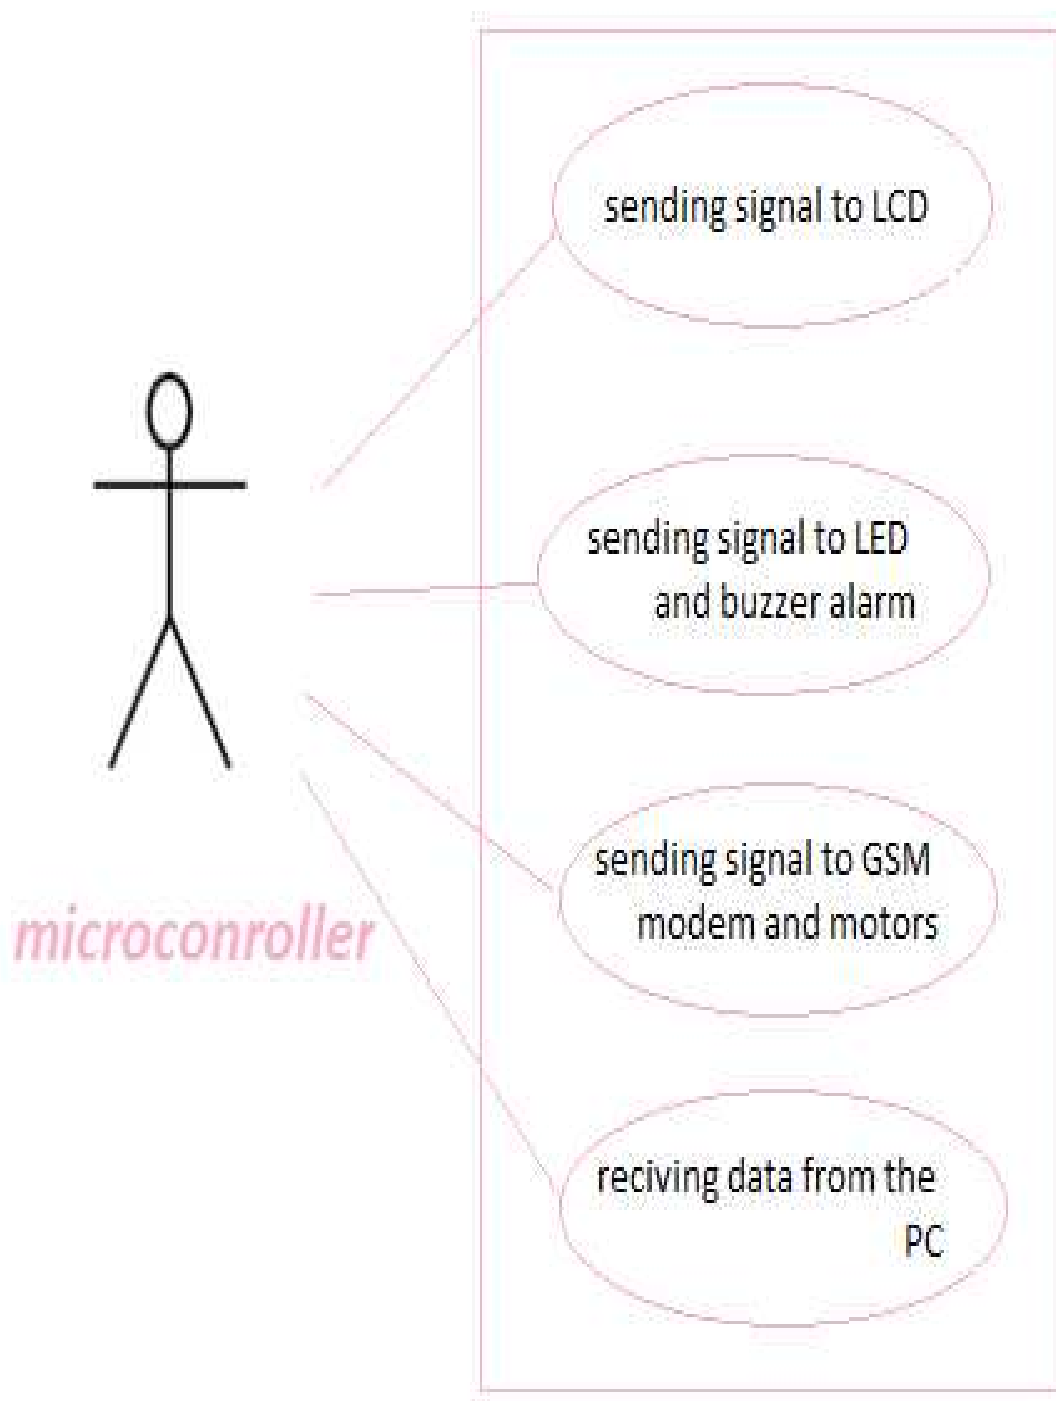 sending signal to LCD
sending signal to LED
and buzzer alarm
sending signal to GSM
modem and motors
microconroller
reciving data from the
PC